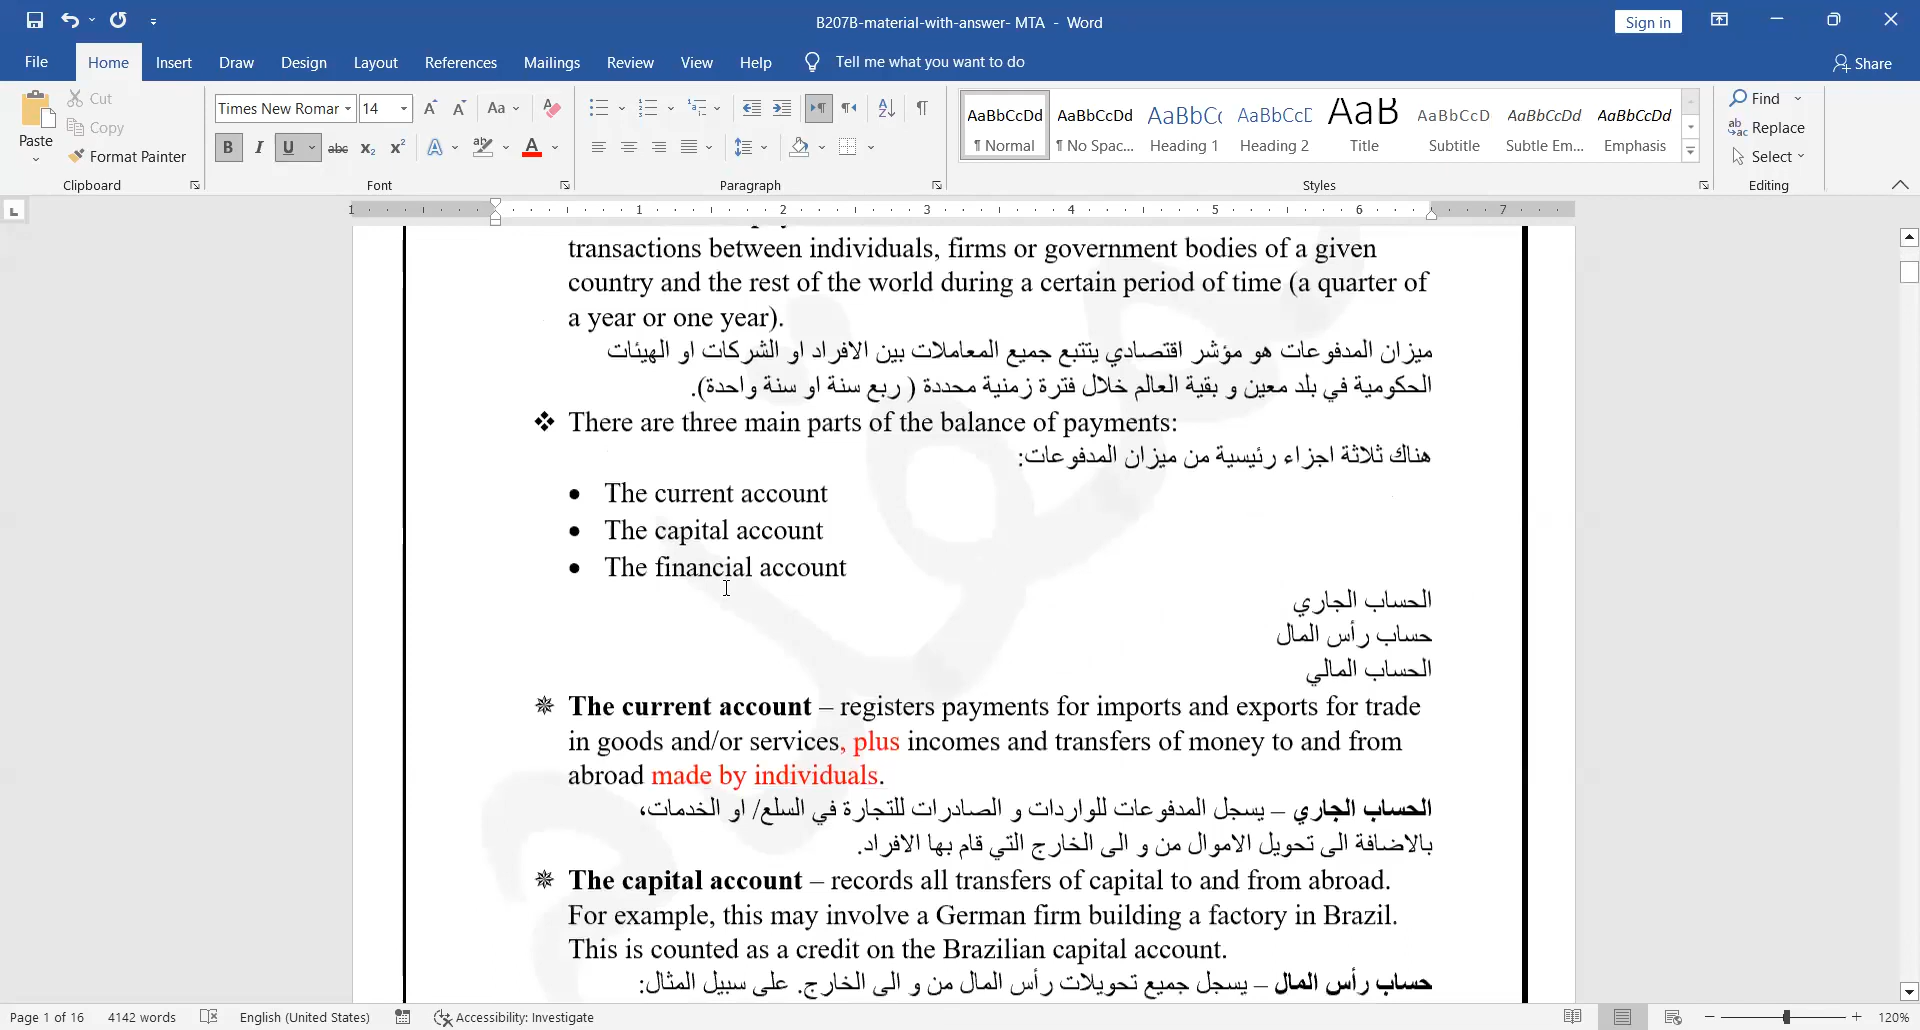 B207B-material-with-answer- MTA - Word
Sign in
File Home Insert Draw Design Layout References Mailings Review View Help Tell me what you want to do Share
Paste
Cut
Copy
Format Painter
Clipboard
Times New Romar 14
Font
Paragraph
AaBbCcDd AaBbCcDd AaBbCc AaBbCcC AaB AaBbCcD AaBbCcDd AaBbCcDd
¶ Normal ¶ No Spac... Heading 1 Heading 2 Title Subtitle Subtle Em... Emphasis
Styles
Find
Replace
Select
Editing
1 1 2 3 4 5 6 7
transactions between individuals, firms or government bodies of a given
country and the rest of the world during a certain period of time (a quarter of
a year or one year).
ميزان المدفوعات هو مؤشر اقتصادي يتتبع جميع المعاملات بين الافراد او الشركات او الهيئات
الحكومية في بلد معين و بقية العالم خلال فترة زمنية محددة ( ربع سنة او سنة واحدة).
❖ There are three main parts of the balance of payments:
هناك ثلاثة اجزاء رئيسية من ميزان المدفوعات:
• The current account
• The capital account
• The financial account
الحساب الجاري
حساب رأس المال
الحساب المالي
The current account – registers payments for imports and exports for trade
in goods and/or services, plus incomes and transfers of money to and from
abroad made by individuals.
الحساب الجاري – يسجل المدفوعات للواردات و الصادرات للتجارة في السلع/ او الخدمات،
بالاضافة الى تحويل الاموال من و الى الخارج التي قام بها الافراد.
The capital account – records all transfers of capital to and from abroad.
For example, this may involve a German firm building a factory in Brazil.
This is counted as a credit on the Brazilian capital account.
حساب رأس المال – يسجل جميع تحويلات رأس المال من و الى الخارج. على سبيل المثال:
Page 1 of 16 4142 words English (United States) Accessibility: Investigate 120%